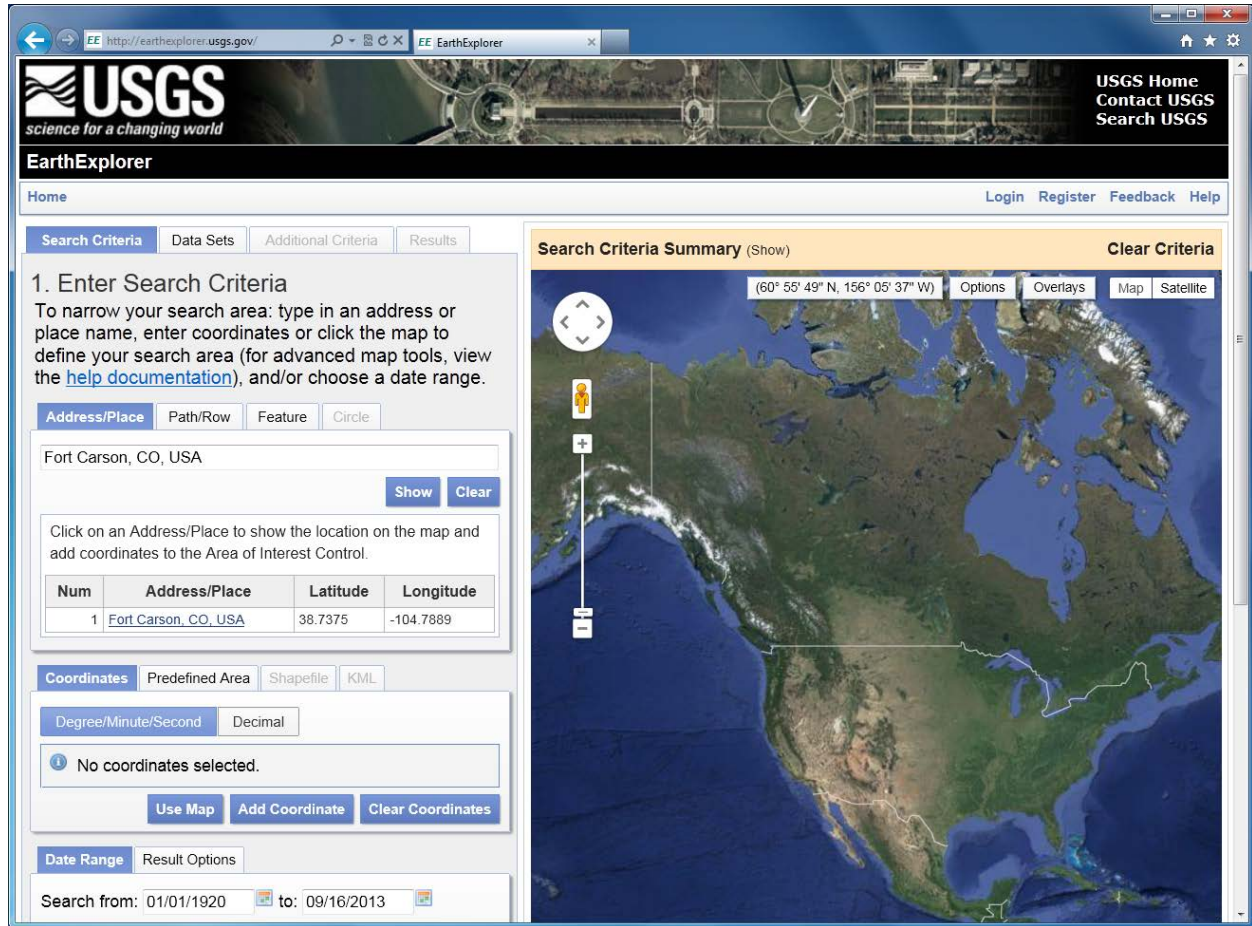 EE http://earthexplorer.usgs.gov/
EE EarthExplorer
USGS
science for a changing world
USGS Home
Contact USGS
Search USGS
EarthExplorer
Home
Login Register Feedback Help
Search Criteria Data Sets Additional Criteria Results
1. Enter Search Criteria
To narrow your search area: type in an address or
place name, enter coordinates or click the map to
define your search area (for advanced map tools, view
the help documentation), and/or choose a date range.
Address/Place Path/Row Feature Circle
Fort Carson, CO, USA
Show Clear
Click on an Address/Place to show the location on the map and
add coordinates to the Area of Interest Control.
Num Address/Place Latitude Longitude
1 Fort Carson, CO, USA 38.7375 -104.7889
Coordinates Predefined Area Shapefile KML
Degree/Minute/Second Decimal
No coordinates selected.
Use Map Add Coordinate Clear Coordinates
Date Range Result Options
Search from: 01/01/1920 to: 09/16/2013
Search Criteria Summary (Show) Clear Criteria
(60° 55' 49" N, 156° 05' 37" W) Options Overlays Map Satellite